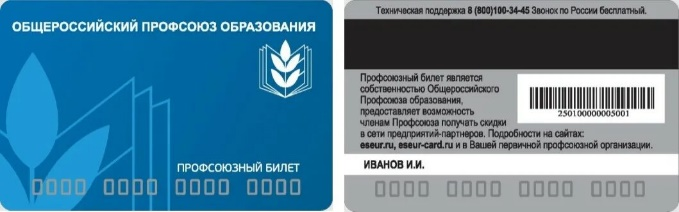 ОБЩЕРОССИЙСКИЙ ПРОФСОЮЗ ОБРАЗОВАНИЯ
ПРОФСОЮЗНЫЙ БИЛЕТ
0000 0000 0000 0000
Техническая поддержка 8 (800)100-34-45 Звонок по России бесплатный.
Профсоюзный билет является
собственностью Общероссийского
Профсоюза образования,
предоставляет возможность
членам Профсоюза получать скидки
в сети предприятий-партнеров. Подробности на сайтах:
eseur.ru, eseur-card.ru и в Вашей первичной профсоюзной организации.
250100000005001
ИВАНОВ И.И.
0000 0000 0000 0000